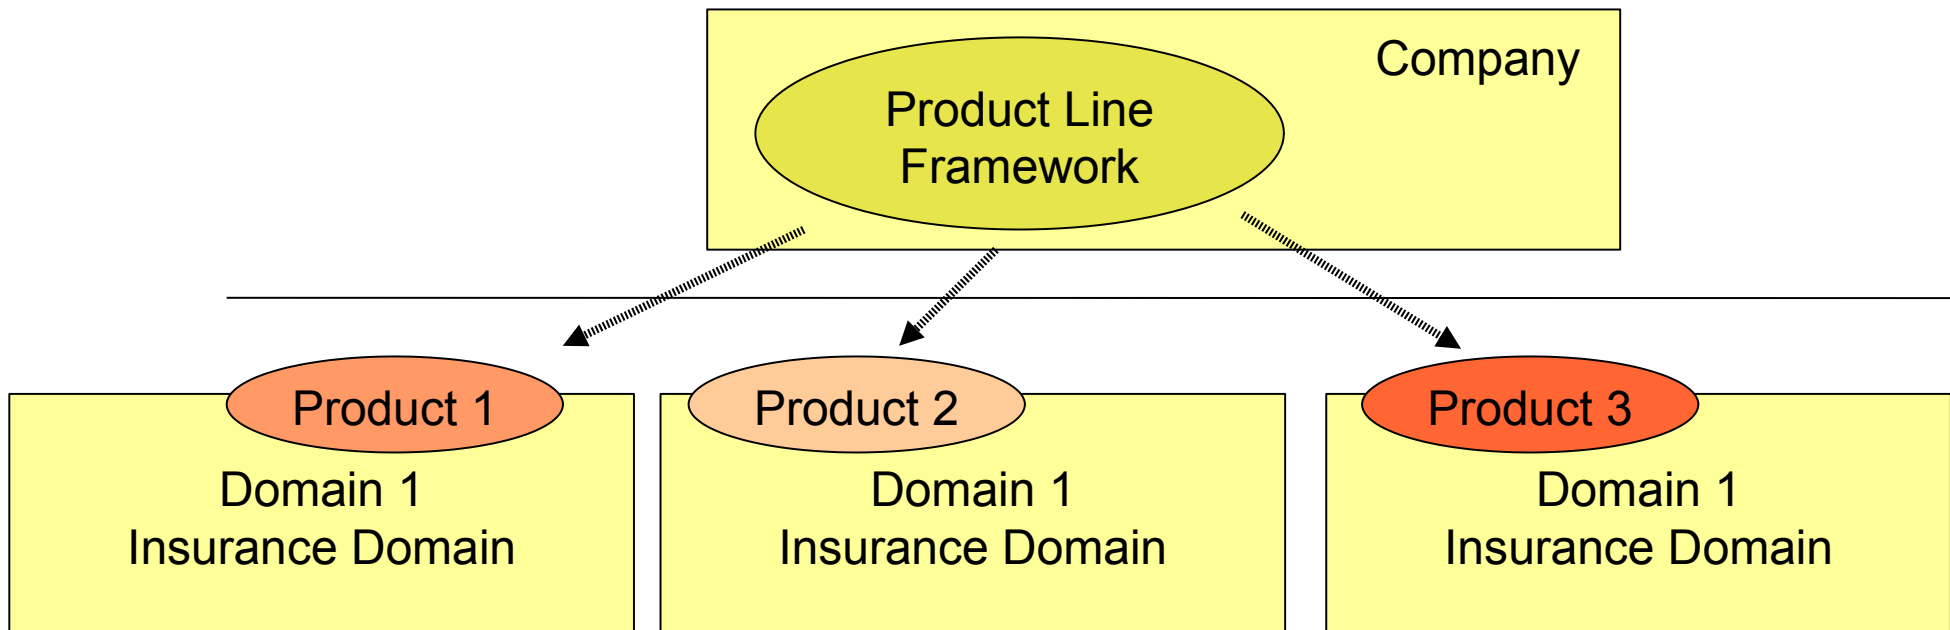 Company
Product Line
Framework
Product 1
Product 2
Product 3
Domain 1
Insurance Domain
Domain 1
Insurance Domain
Domain 1
Insurance Domain